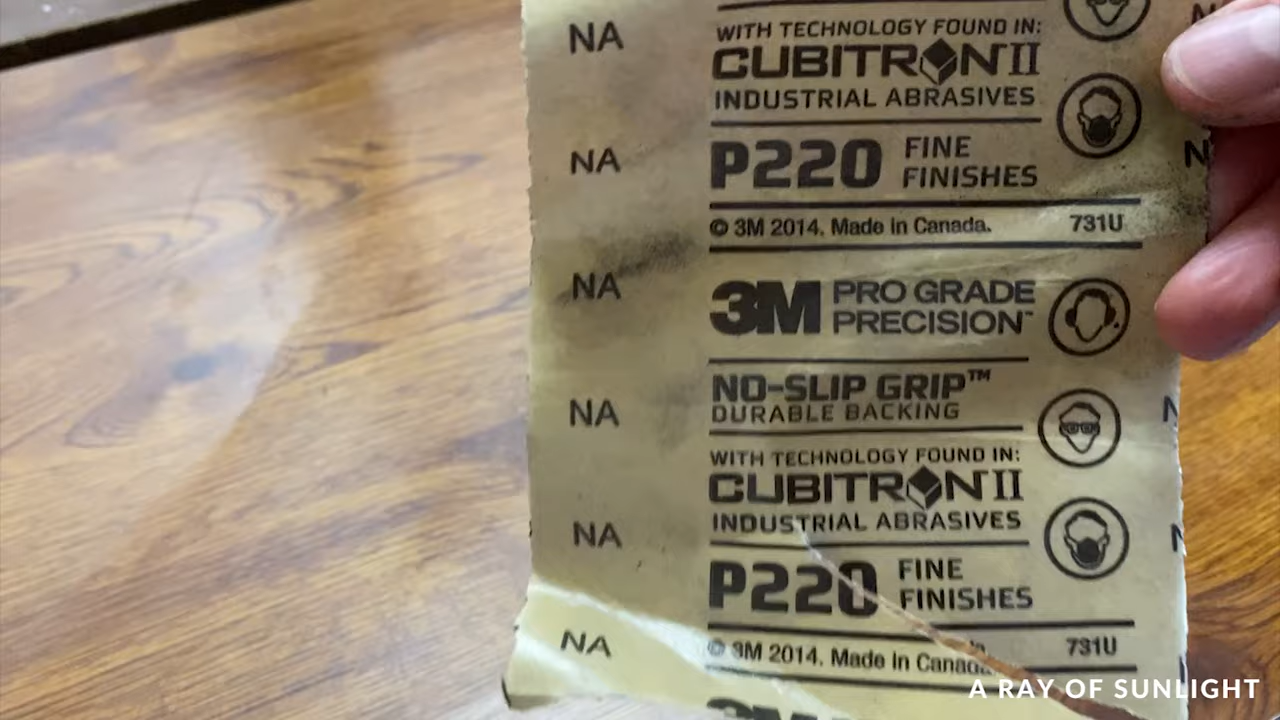 NA
WITH TECHNOLOGY FOUND IN:
CUBITRON II
INDUSTRIAL ABRASIVES
NA
P220 FINE FINISHES
© 3M 2014. Made in Canada. 731U
NA
3M PRO GRADE PRECISION™
NO-SLIP GRIP™
DURABLE BACKING
NA
WITH TECHNOLOGY FOUND IN:
CUBITRON II
INDUSTRIAL ABRASIVES
NA
P220 FINE FINISHES
NA
© 3M 2014. Made in Canada. 731U
3M
A RAY OF SUNLIGHT